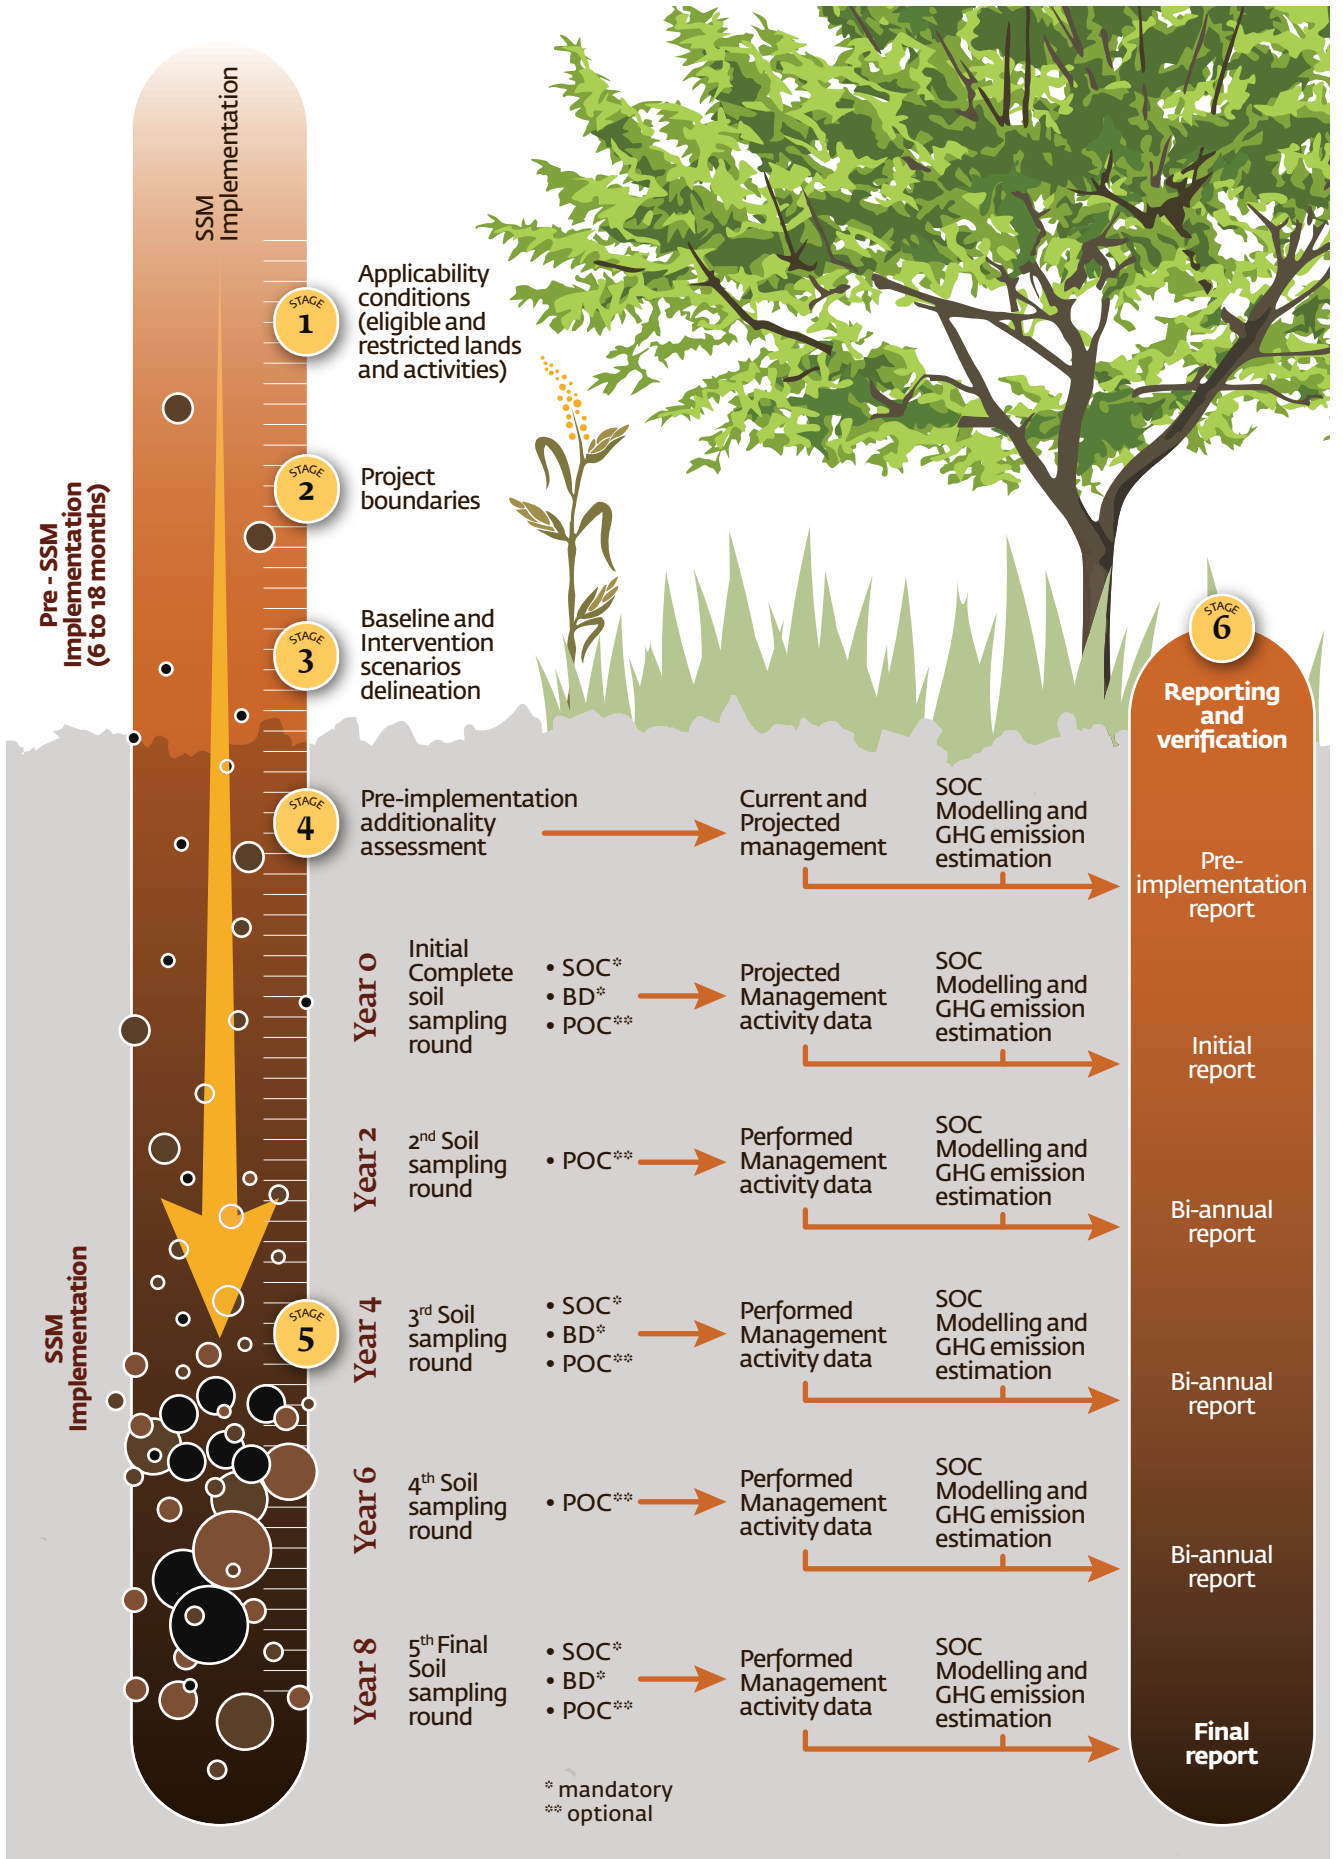 SSM
Implementation
STAGE
1
Applicability
conditions
(eligible and
restricted lands
and activities)
Pre - SSM
Implementation
(6 to 18 months)
STAGE
2
Project
boundaries
STAGE
3
Baseline and
Intervention
scenarios
delineation
STAGE
6
Reporting
and
verification
STAGE
4
Pre-implementation
additionality
assessment
Current and
Projected
management
SOC
Modelling and
GHG emission
estimation
Pre-
implementation
report
Year 0
Initial
Complete
soil
sampling
round
• SOC*
• BD*
• POC**
Projected
Management
activity data
SOC
Modelling and
GHG emission
estimation
Initial
report
Year 2
2nd Soil
sampling
round
• POC**
Performed
Management
activity data
SOC
Modelling and
GHG emission
estimation
Bi-annual
report
SSM
Implementation
STAGE
5
Year 4
3rd Soil
sampling
round
• SOC*
• BD*
• POC**
Performed
Management
activity data
SOC
Modelling and
GHG emission
estimation
Bi-annual
report
Year 6
4th Soil
sampling
round
• POC**
Performed
Management
activity data
SOC
Modelling and
GHG emission
estimation
Bi-annual
report
Year 8
5th Final
Soil
sampling
round
• SOC*
• BD*
• POC**
Performed
Management
activity data
SOC
Modelling and
GHG emission
estimation
Final
report
* mandatory
** optional